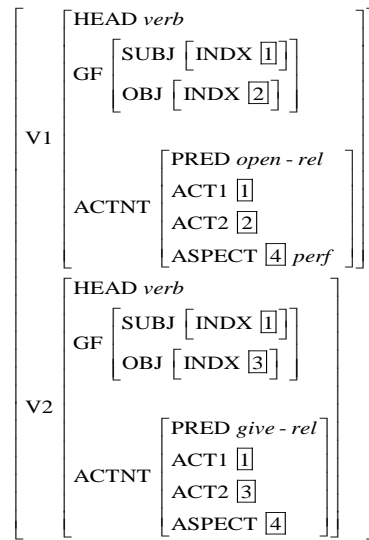 HEAD verb
GF SUBJ INDX 1
OBJ INDX 2
V1
PRED open - rel
ACT1 1
ACTNT ACT2 2
ASPECT 4 perf
HEAD verb
GF SUBJ INDX 1
OBJ INDX 3
V2
PRED give - rel
ACT1 1
ACTNT ACT2 3
ASPECT 4